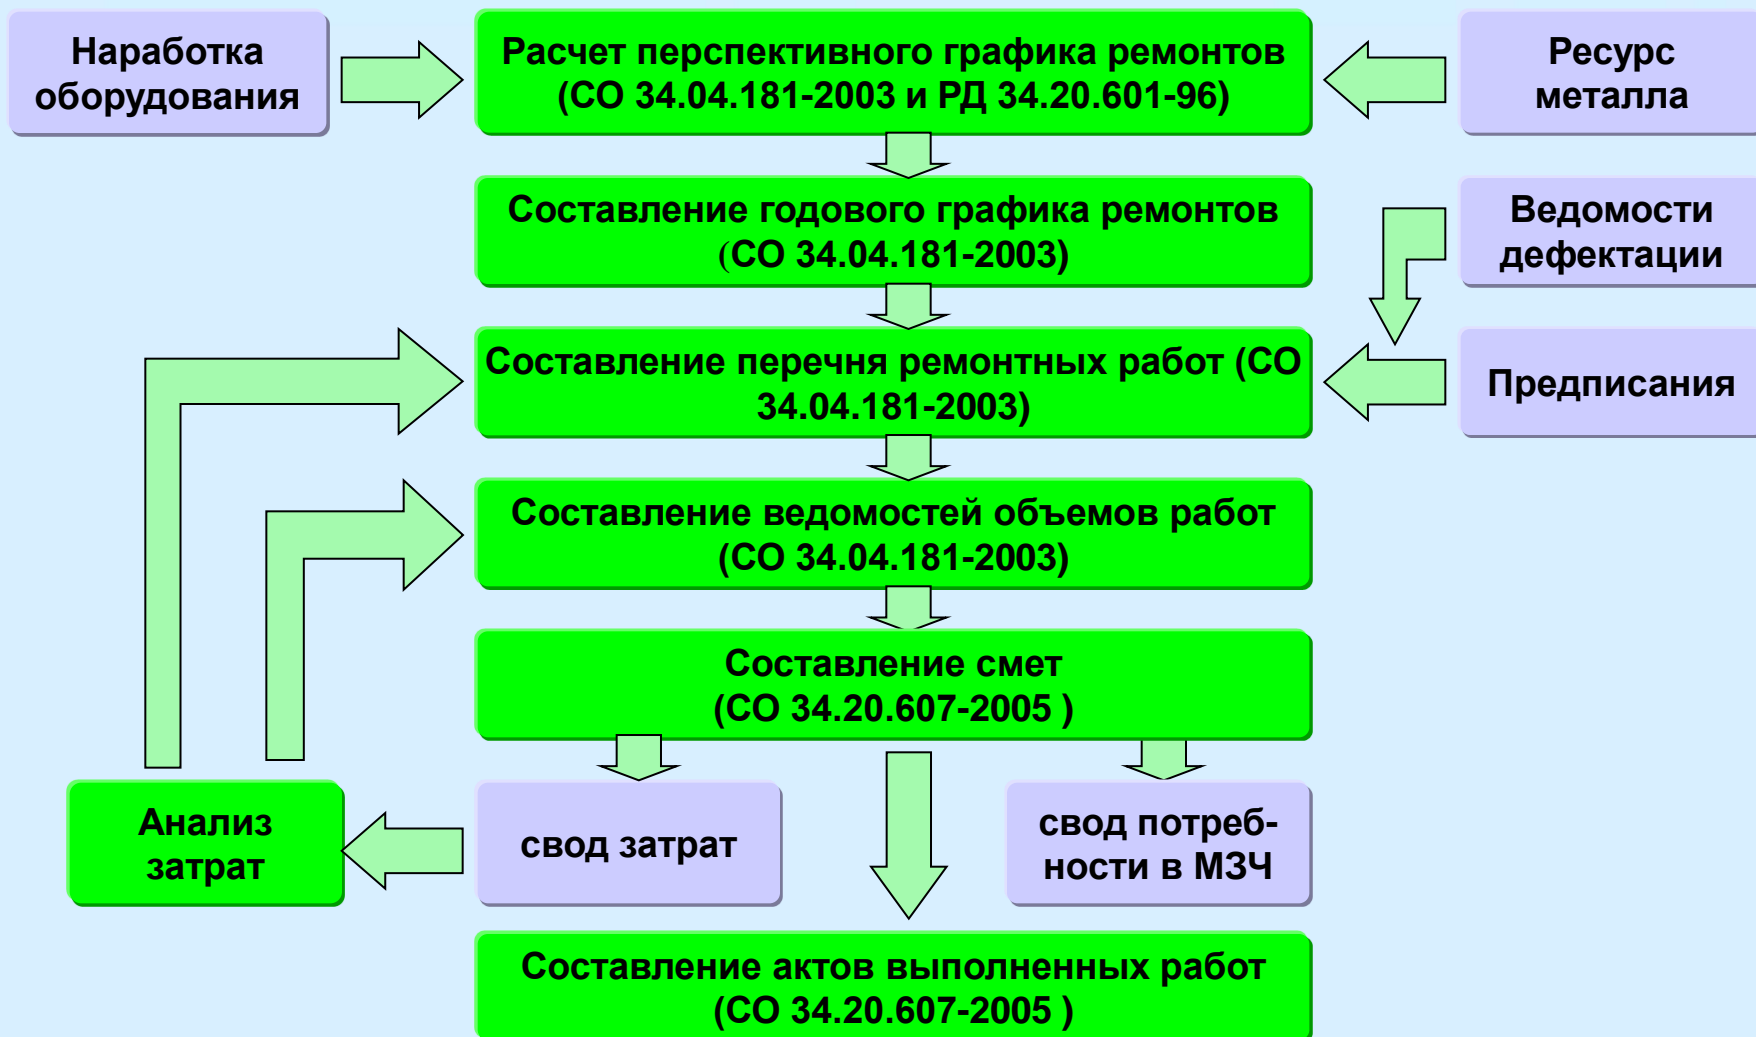 Наработка
оборудования
Расчет перспективного графика ремонтов
(СО 34.04.181-2003 и РД 34.20.601-96)
Ресурс
металла
Составление годового графика ремонтов
(СО 34.04.181-2003)
Ведомости
дефектации
Составление перечня ремонтных работ (СО
34.04.181-2003)
Предписания
Составление ведомостей объемов работ
(СО 34.04.181-2003)
Составление смет
(СО 34.20.607-2005 )
Анализ
затрат
свод затрат
свод потреб-
ности в МЗЧ
Составление актов выполненных работ
(СО 34.20.607-2005 )